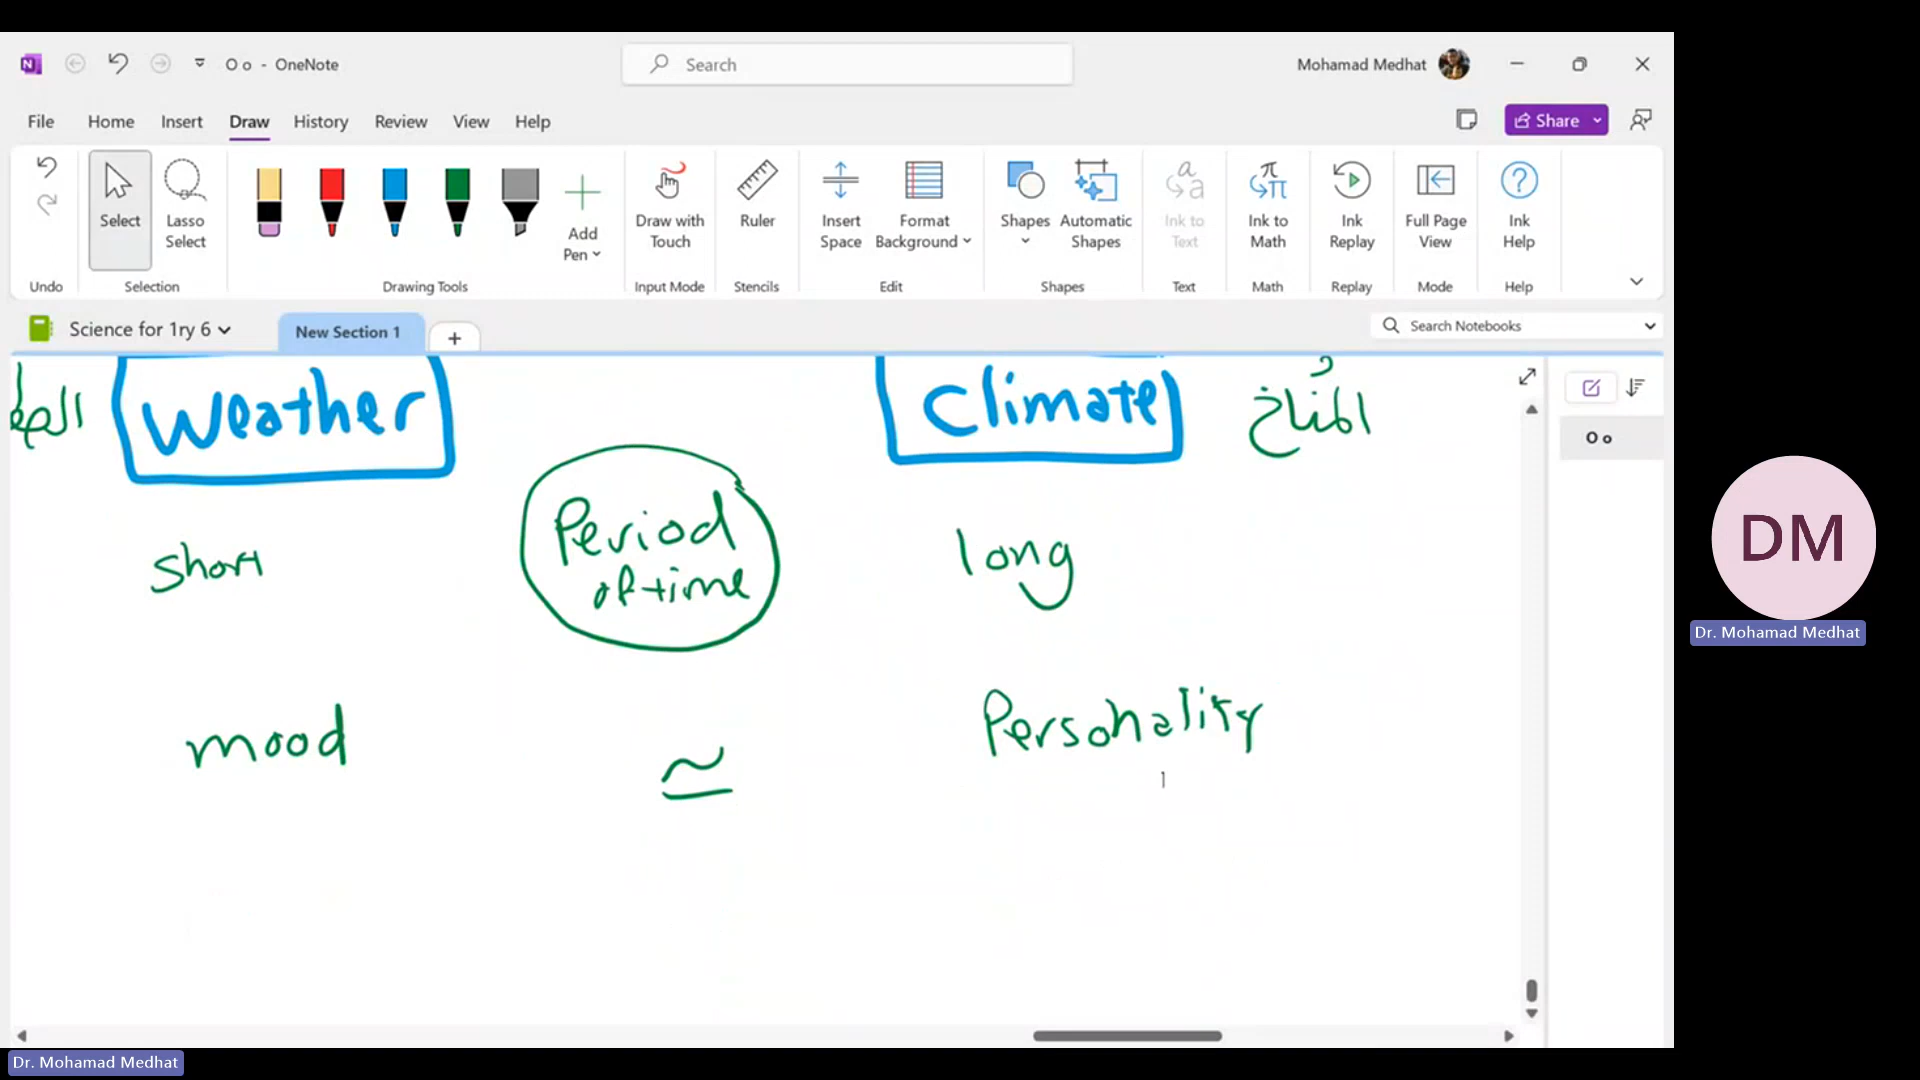 O o - OneNote
Search
Mohamad Medhat
File Home Insert Draw History Review View Help
Share
Select
Lasso Select
Add Pen
Draw with Touch
Ruler
Insert Space
Format Background
Shapes
Automatic Shapes
Ink to Text
Ink to Math
Ink Replay
Full Page View
Ink Help
Undo Selection Drawing Tools Input Mode Stencils Edit Shapes Text Math Replay Mode Help
Science for 1ry 6
New Section 1
Search Notebooks
O o
Weather
Climate
المناخ
short
Period of time
long
mood
≃
Personality
DM
Dr. Mohamad Medhat
Dr. Mohamad Medhat